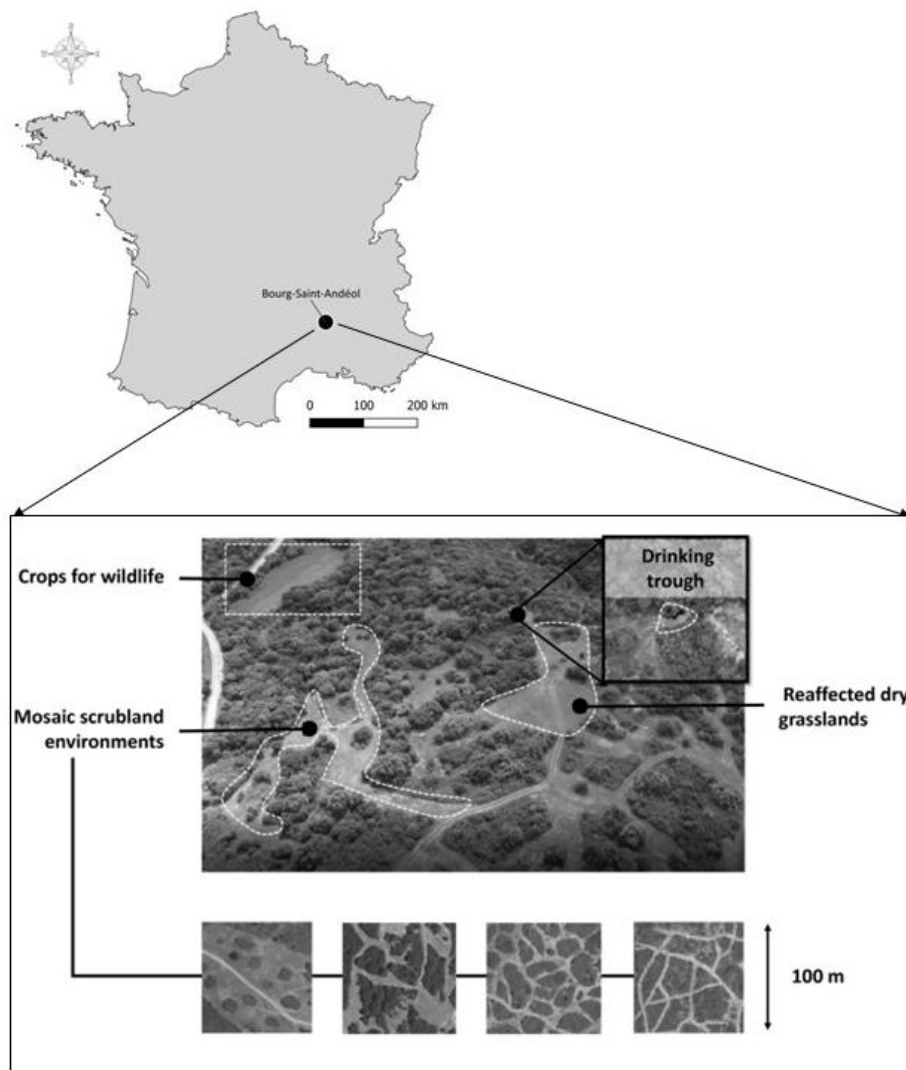 Bourg-Saint-Andéol
0 100 200 km
Crops for wildlife
Drinking
trough
Mosaic scrubland
environments
Reaffected dry
grasslands
100 m